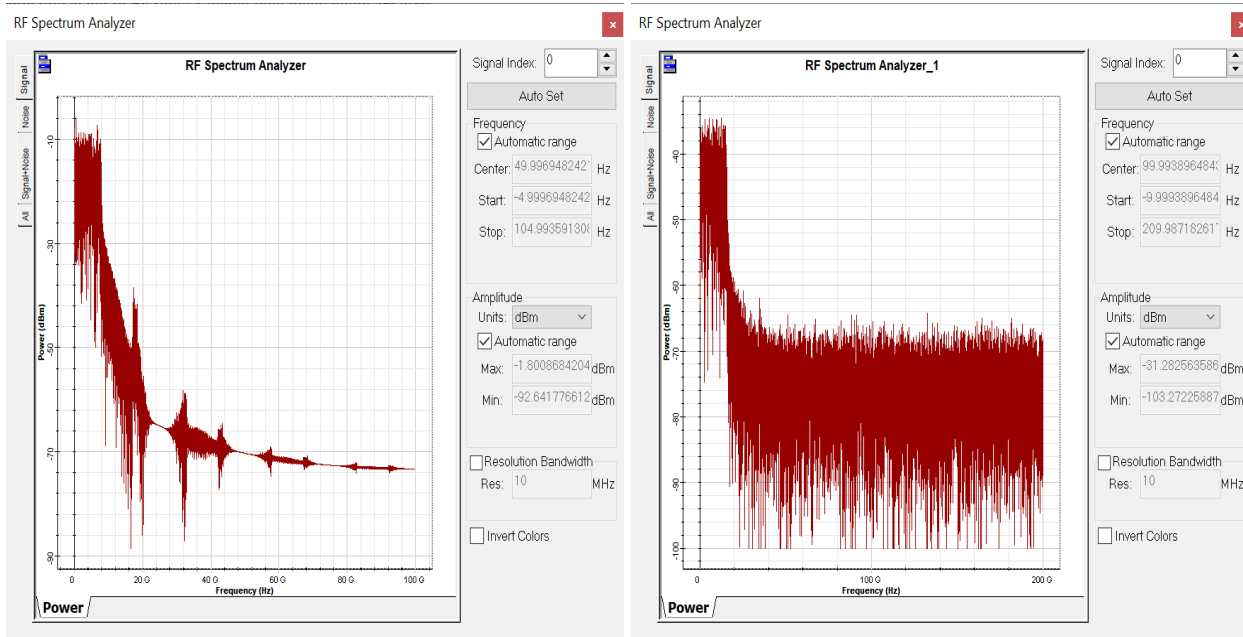 RF Spectrum Analyzer
x
RF Spectrum Analyzer
Signal Index: 0
Auto Set
Frequency
Automatic range
Center: 49.996948242 Hz
Start: -4.9996948242 Hz
Stop: 104.99359130 Hz
Amplitude
Units: dBm
Automatic range
Max: -1.8008684204 dBm
Min: -92.641776612 dBm
Resolution Bandwidth
Res: 10 MHz
Invert Colors
Signal
Noise
Signal+Noise
All
Power (dBm)
-10
-30
-50
-70
-90
0 20 G 40 G 60 G 80 G 100 G
Frequency (Hz)
Power
RF Spectrum Analyzer
x
RF Spectrum Analyzer_1
Signal Index: 0
Auto Set
Frequency
Automatic range
Center: 99.993896484 Hz
Start: -9.9993896484 Hz
Stop: 209.98718261 Hz
Amplitude
Units: dBm
Automatic range
Max: -31.282563586 dBm
Min: -103.27225887 dBm
Resolution Bandwidth
Res: 10 MHz
Invert Colors
Signal
Noise
Signal+Noise
All
Power (dBm)
-40
-50
-60
-70
-80
-90
-100
0 100 G 200 G
Frequency (Hz)
Power